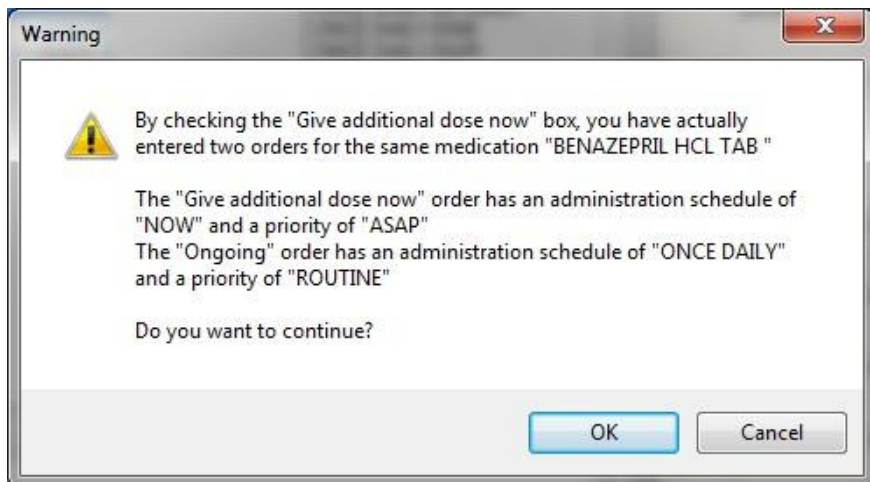 Warning
By checking the "Give additional dose now" box, you have actually
entered two orders for the same medication "BENAZEPRIL HCL TAB "
The "Give additional dose now" order has an administration schedule of
"NOW" and a priority of "ASAP"
The "Ongoing" order has an administration schedule of "ONCE DAILY"
and a priority of "ROUTINE"
Do you want to continue?
OK
Cancel